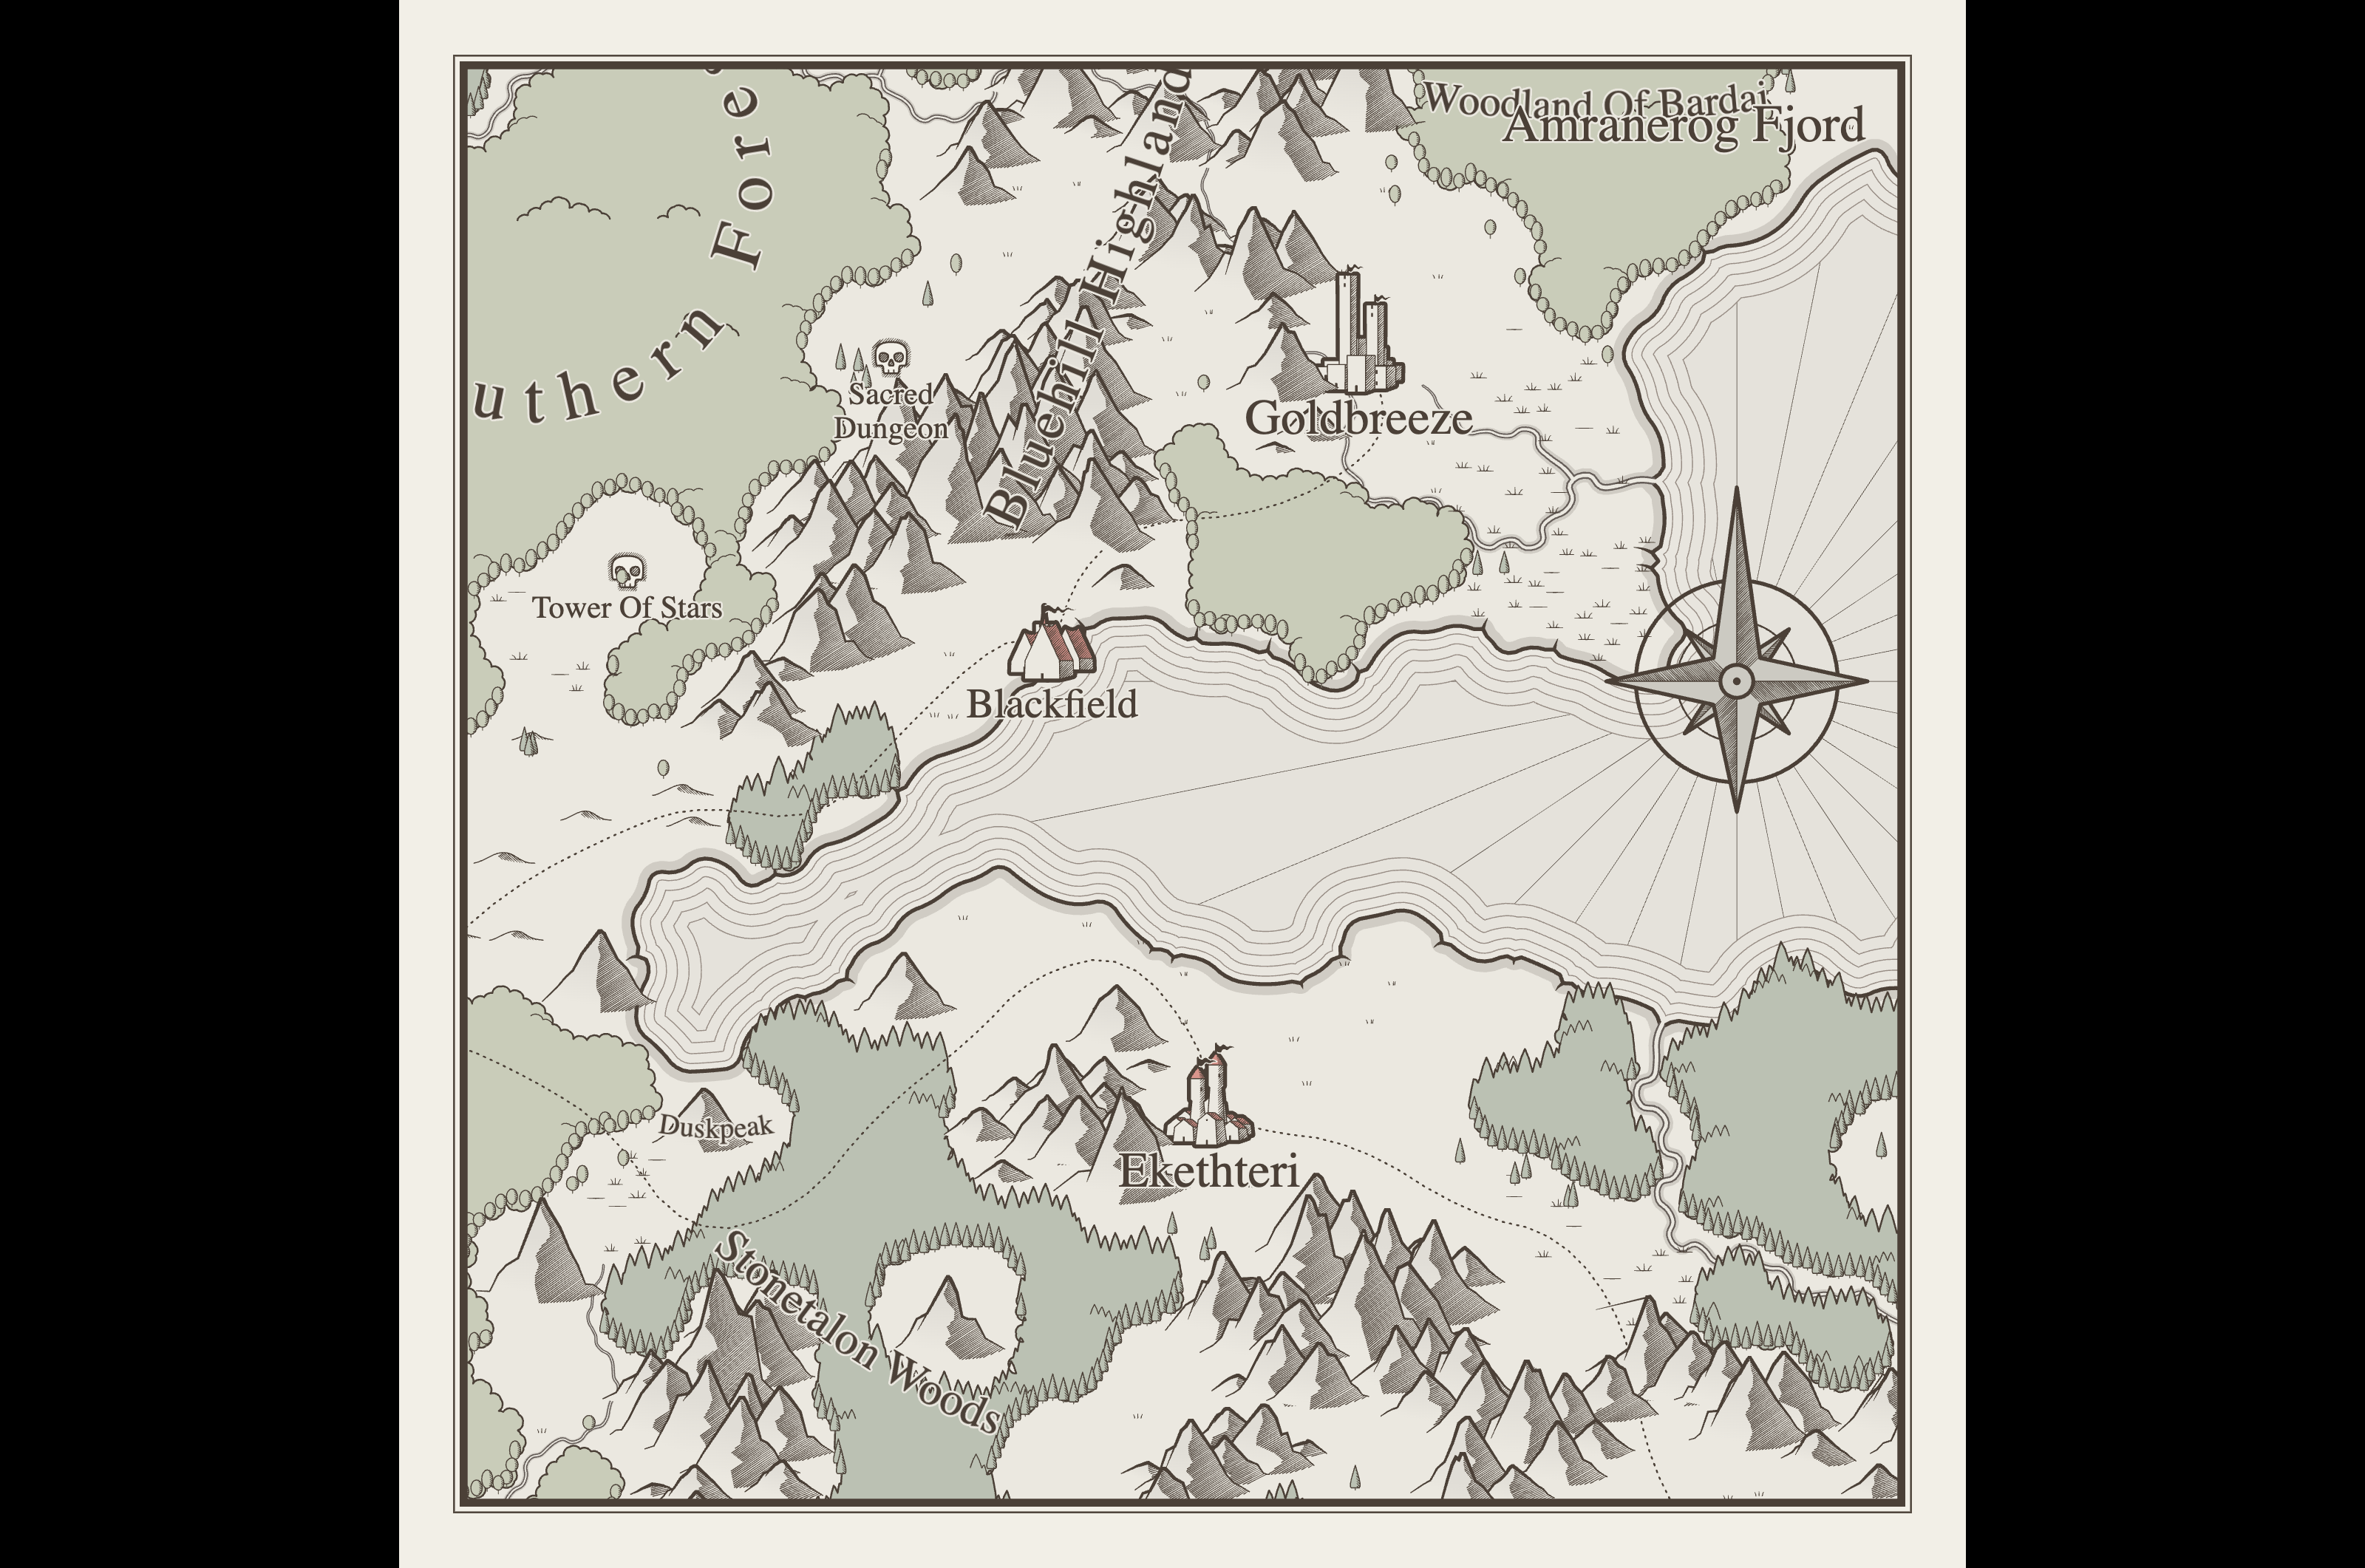 Woodland Of Bardai
Amranerog Fjord
uthern Fore
Bluehill Highland
Sacred
Dungeon
Goldbreeze
Tower Of Stars
Blackfield
Duskpeak
Ekethteri
Stonetalon Woods